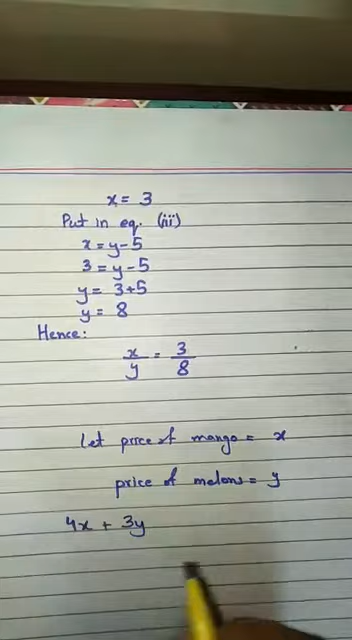 x = 3
Put in eq. (iii)
x = y - 5
3 = y - 5
y = 3+5
y = 8
Hence:
x/y = 3/8
Let price of mango = x
price of melons = y
4x + 3y